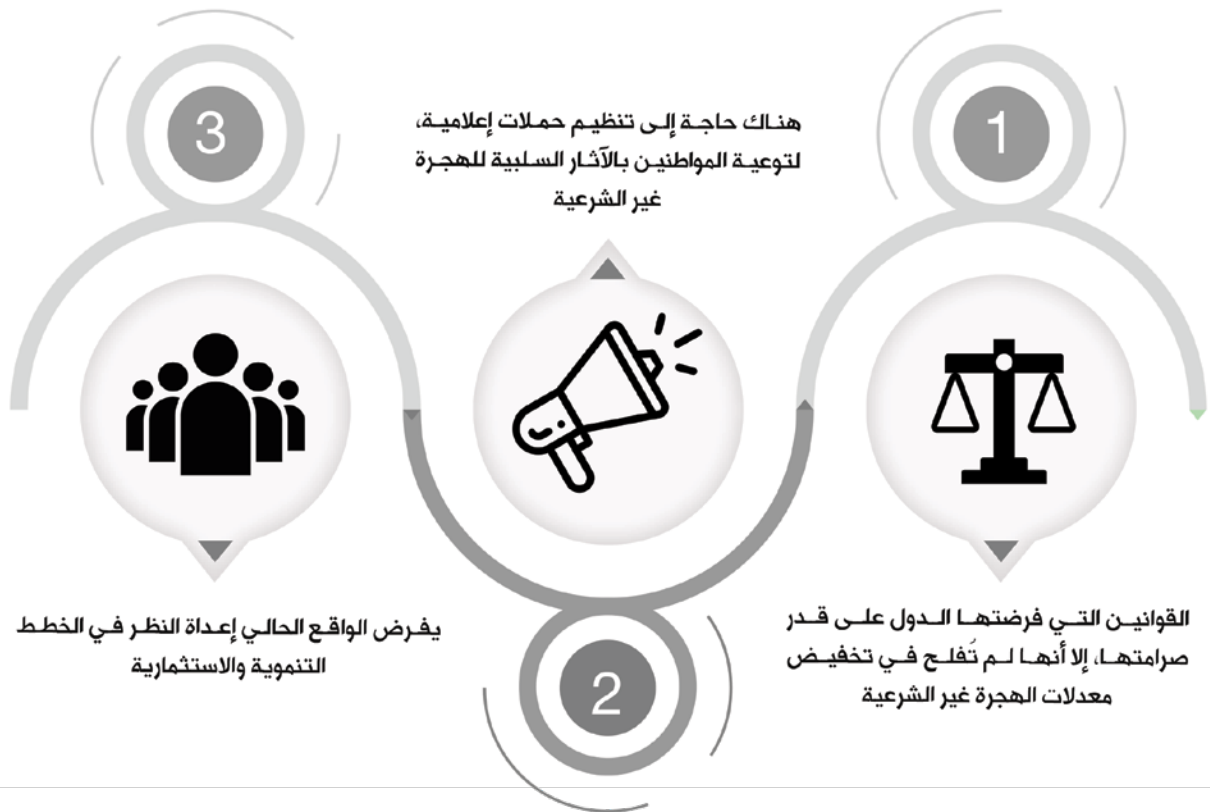 1
القوانين التي فرضتها الدول على قدر
صرامتها، إلا أنها لم تُفلح في تخفيض
معدلات الهجرة غير الشرعية
2
هناك حاجة إلى تنظيم حملات إعلامية،
لتوعية المواطنين بالآثار السلبية للهجرة
غير الشرعية
3
يفرض الواقع الحالي إعداة النظر في الخطط
التنموية والاستثمارية